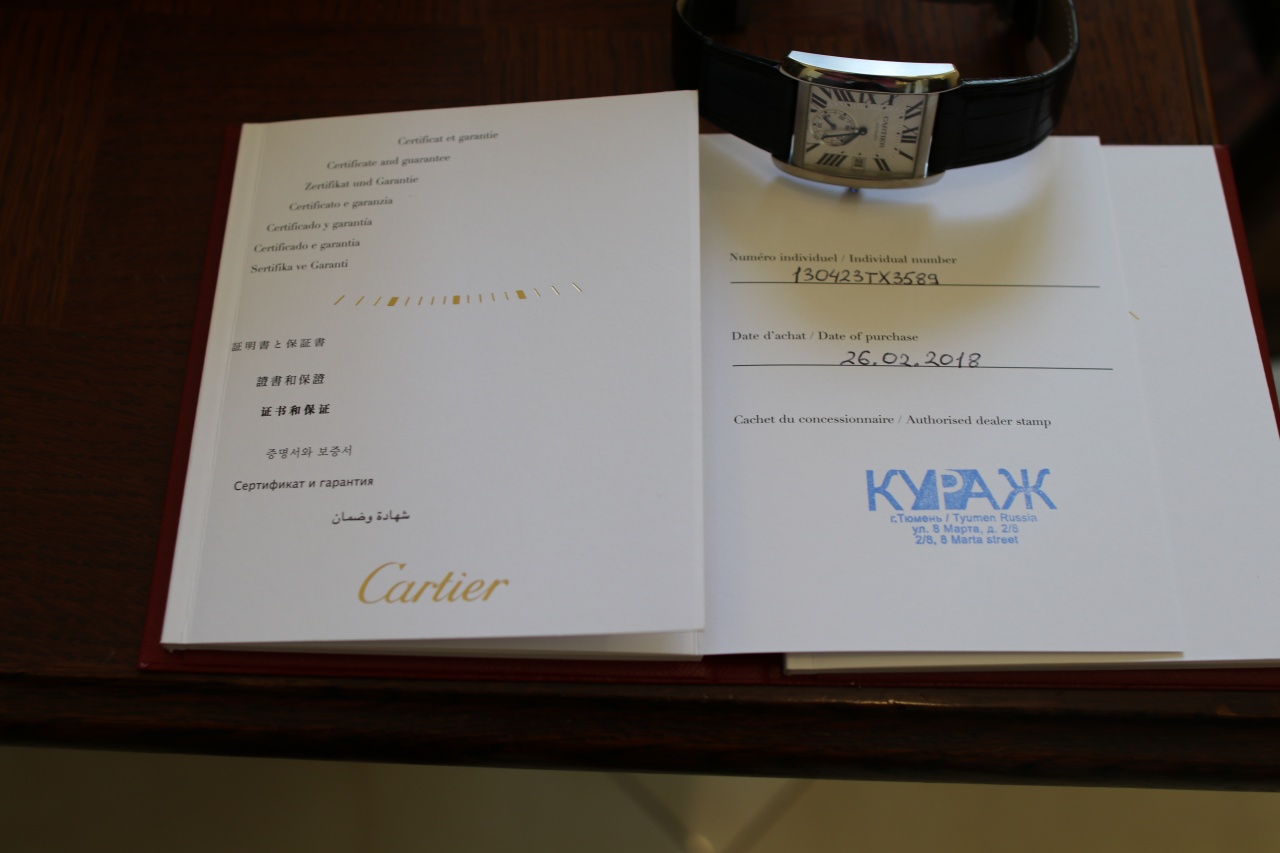 Certificat et garantie
Certificate and guarantee
Zertifikat und Garantie
Certificato e garanzia
Certificado y garantía
Certificado e garantia
Sertifika ve Garanti
証明書と保証書
證書和保證
证书和保证
증명서와 보증서
Сертификат и гарантия
شهادة وضمان
Cartier
Numéro individuel / Individual number
130423TX3589
Date d'achat / Date of purchase
26.02.2018
Cachet du concessionnaire / Authorised dealer stamp
КУРАЖ
г.Тюмень / Tyumen Russia
ул. 8 Марта, д. 2/8
2/8, 8 Marta street
CARTIER